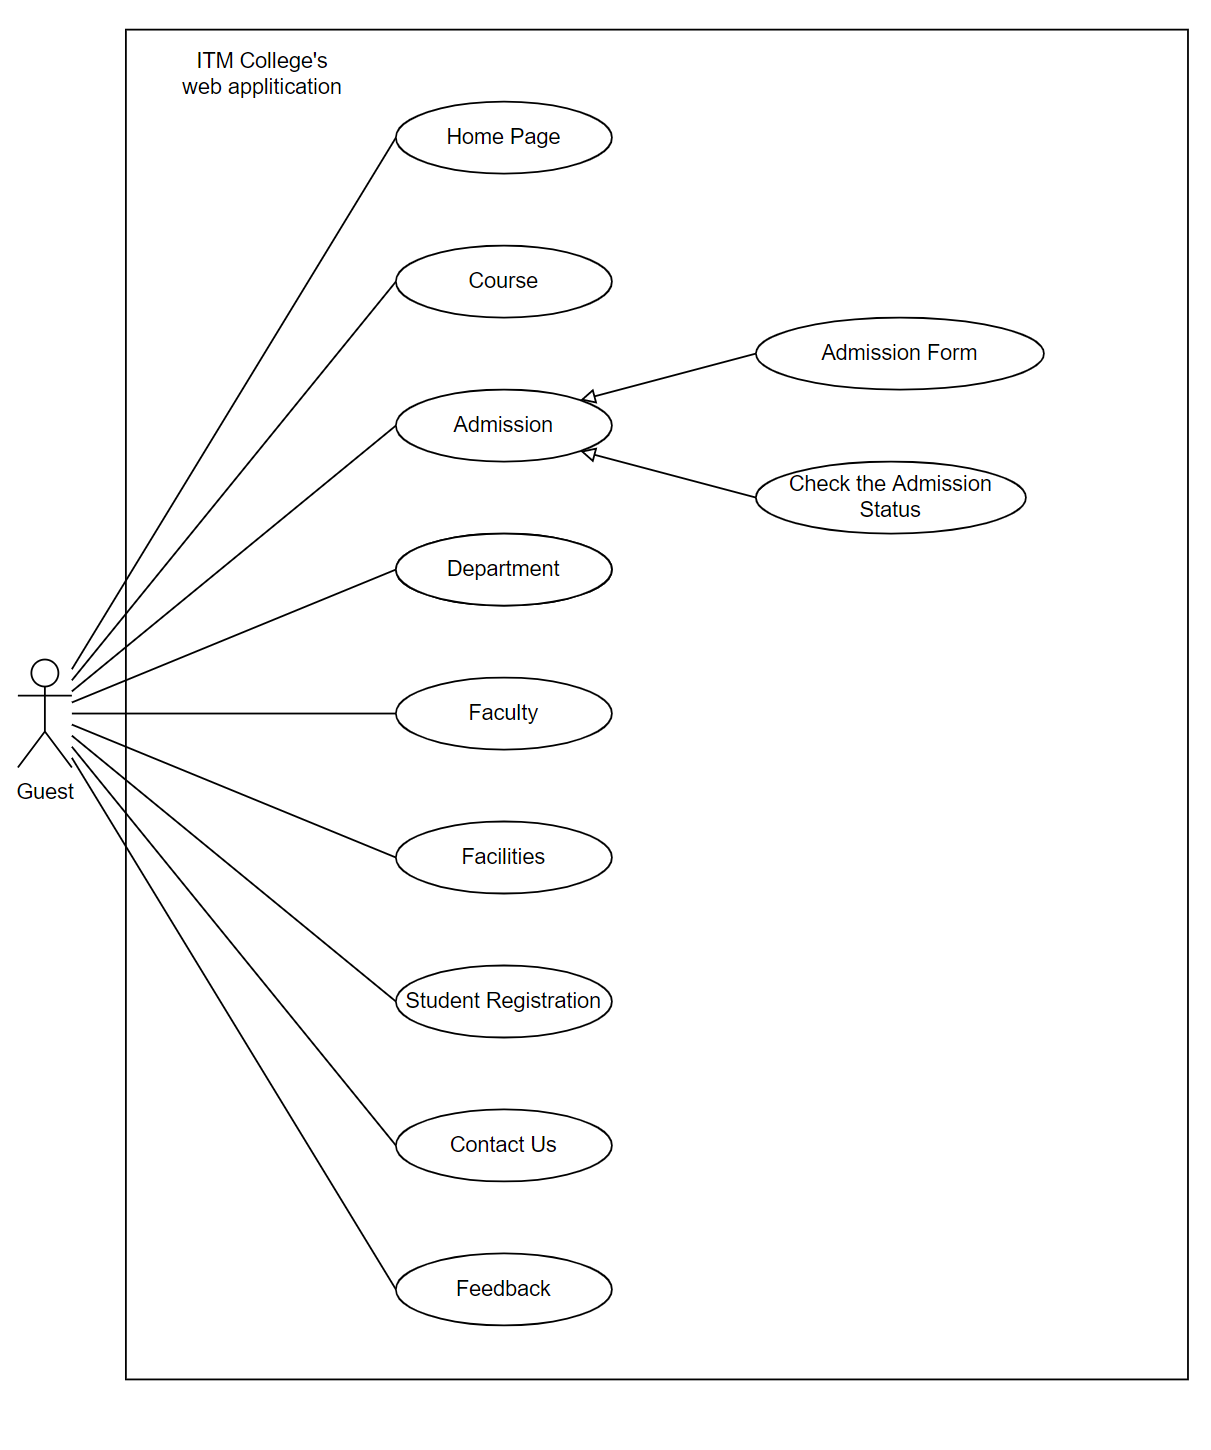 ITM College's
web applitication
Home Page
Course
Admission Form
Admission
Check the Admission
Status
Department
Faculty
Guest
Facilities
Student Registration
Contact Us
Feedback